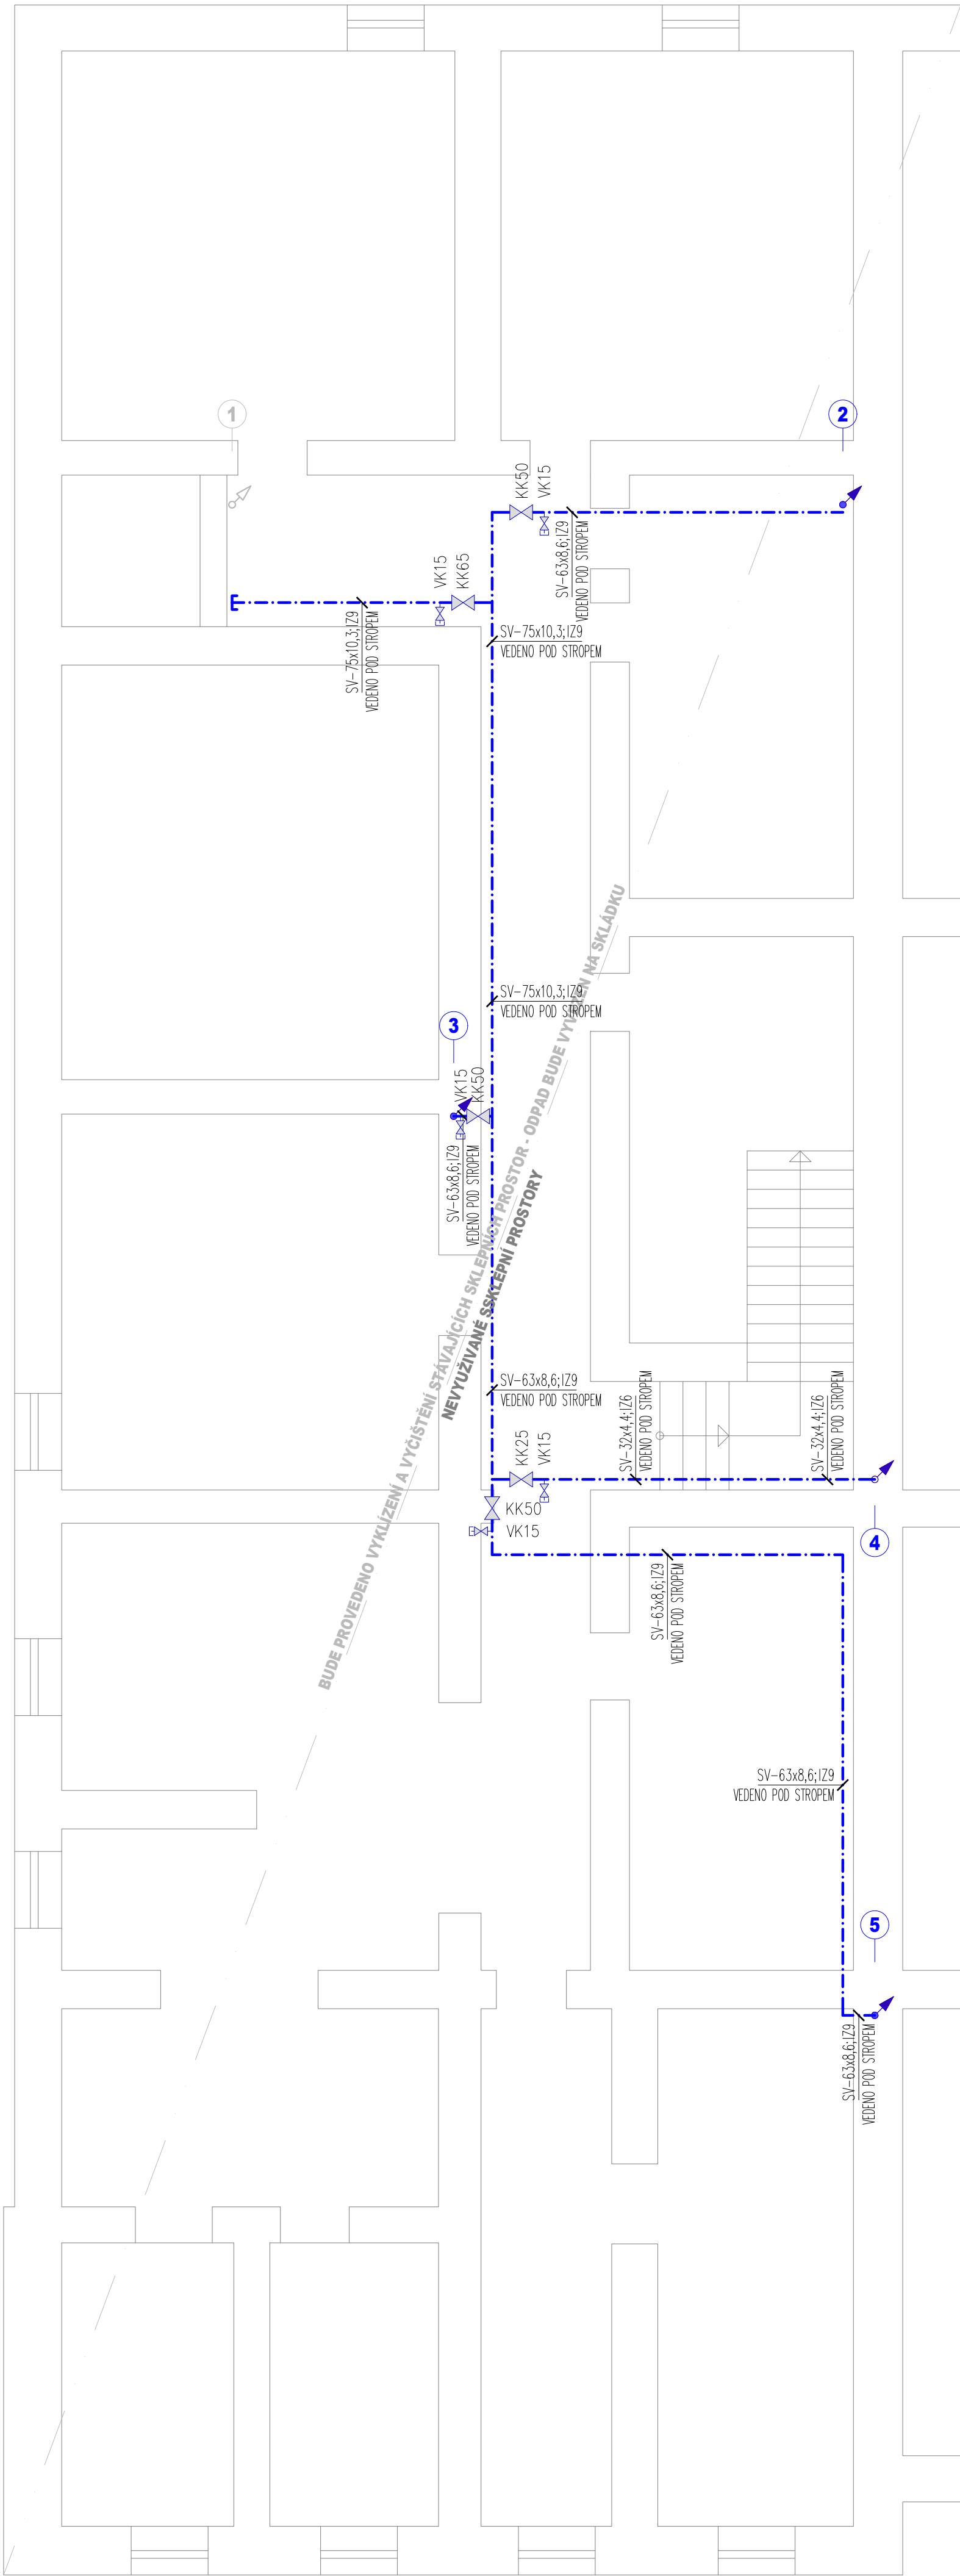 1
2
KK50
VK15
SV-63x8,6;IZ9
VEDENO POD STROPEM
VK15
KK65
SV-75x10,3;IZ9
VEDENO POD STROPEM
SV-75x10,3;IZ9
VEDENO POD STROPEM
SV-75x10,3;IZ9
VEDENO POD STROPEM
3
VK15
KK50
SV-63x8,6;IZ9
VEDENO POD STROPEM
BUDE PROVEDENO VYKLÍZENÍ A VYČIŠTĚNÍ STÁVAJÍCÍCH SKLEPNÍCH PROSTOR - ODPAD BUDE VYVEZEN NA SKLÁDKU
NEVYUŽIVANÉ SSKLEPNÍ PROSTORY
SV-63x8,6;IZ9
VEDENO POD STROPEM
KK25
VK15
SV-32x4,4;IZ6
VEDENO POD STROPEM
SV-32x4,4;IZ6
VEDENO POD STROPEM
KK50
VK15
4
SV-63x8,6;IZ9
VEDENO POD STROPEM
SV-63x8,6;IZ9
VEDENO POD STROPEM
5
SV-63x8,6;IZ9
VEDENO POD STROPEM